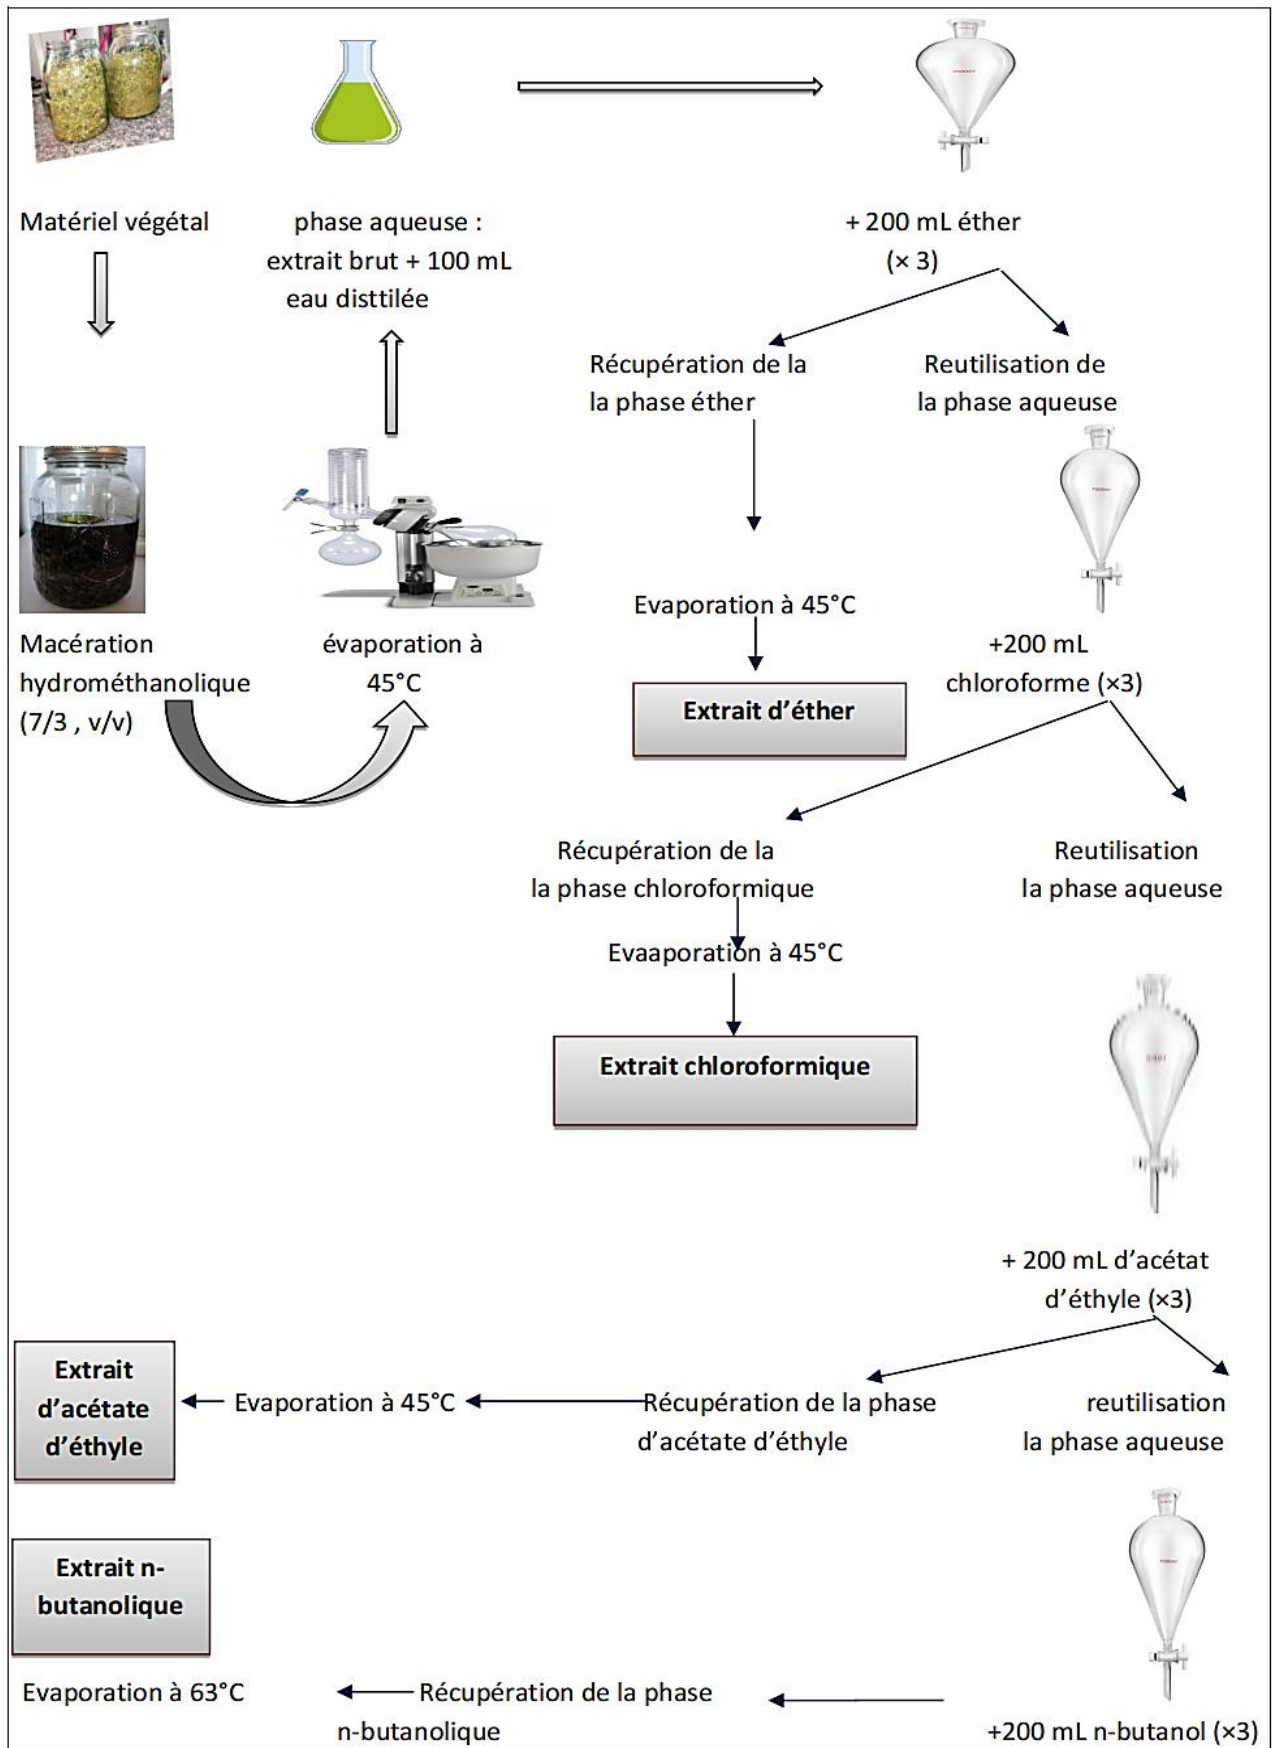 Matériel végétal
phase aqueuse :
extrait brut + 100 mL
eau disttilée
+ 200 mL éther
(× 3)
Récupération de la
la phase éther
Reutilisation de
la phase aqueuse
Macération
hydrométhanolique
(7/3 , v/v)
évaporation à
45°C
Evaporation à 45°C
Extrait d’éther
+200 mL
chloroforme (×3)
Récupération de la
la phase chloroformique
Reutilisation
la phase aqueuse
Evaaporation à 45°C
Extrait chloroformique
+ 200 mL d’acétat
d’éthyle (×3)
Extrait
d’acétate
d’éthyle
Evaporation à 45°C
Récupération de la phase
d’acétate d’éthyle
reutilisation
la phase aqueuse
Extrait n-
butanolique
Evaporation à 63°C
Récupération de la phase
n-butanolique
+200 mL n-butanol (×3)